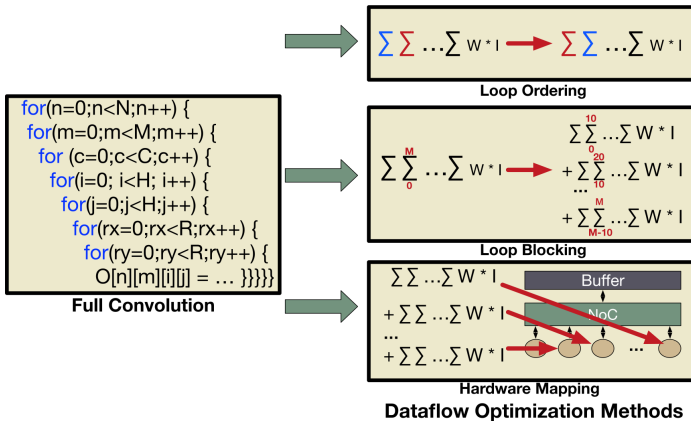 for(n=0;n<N;n++) {
for(m=0;m<M;m++) {
for (c=0;c<C;c++) {
for(i=0; i<H; i++) {
for(j=0;j<H;j++) {
for(rx=0;rx<R;rx++) {
for(ry=0;ry<R;ry++) {
O[n][m][i][j] = ... }}}}}
Full Convolution
∑ ∑ ...∑ W * I ∑ ∑ ...∑ W * I
Loop Ordering
M
∑ ∑ ...∑ W * I
0
10
∑ ∑ ...∑ W * I
0
20
+ ∑ ∑ ...∑ W * I
10
...
M
+ ∑ ∑ ...∑ W * I
M-10
Loop Blocking
∑ ∑ ...∑ W * I
+ ∑ ∑ ...∑ W * I
...
+ ∑ ∑ ...∑ W * I
Buffer
NoC
...
Hardware Mapping
Dataflow Optimization Methods